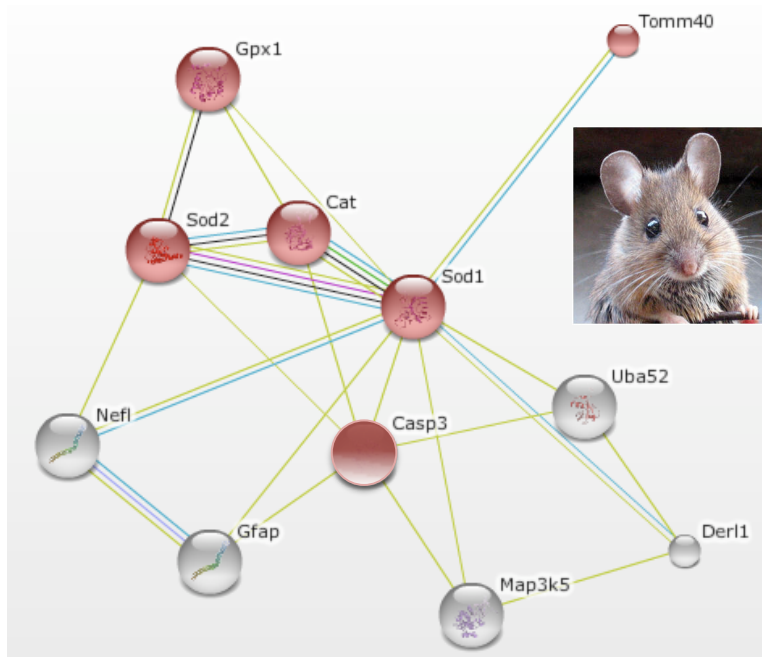 Tomm40
Gpx1
Cat
Sod2
Sod1
Uba52
Nefl
Casp3
Gfap
Derl1
Map3k5